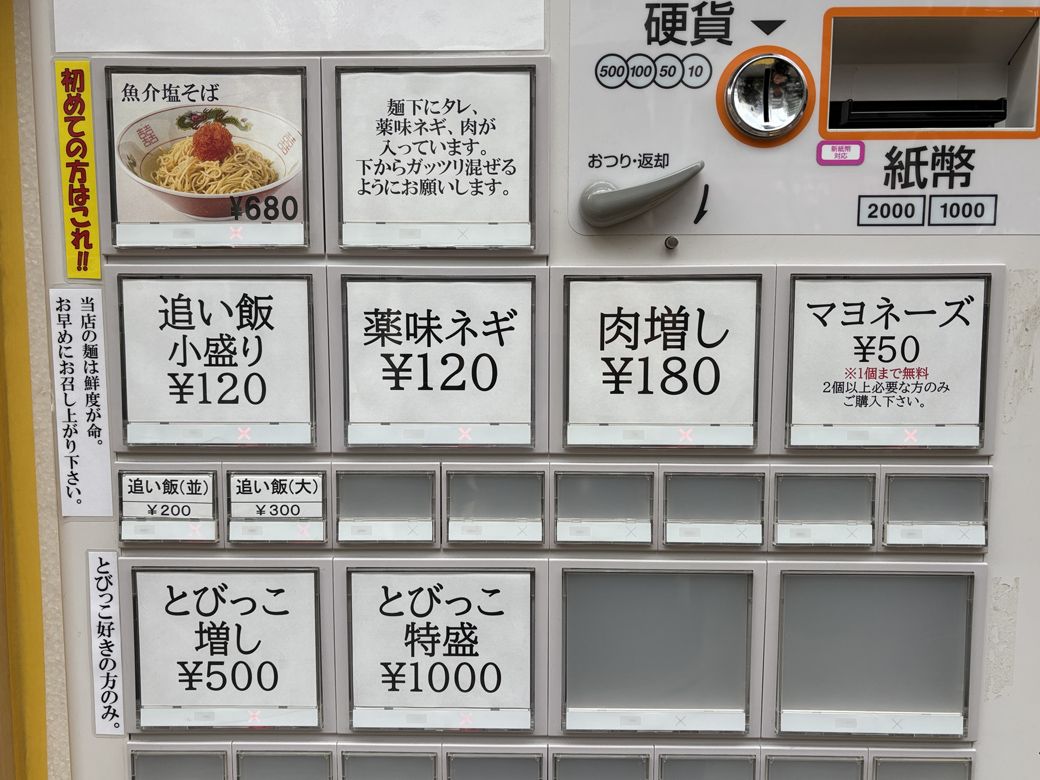 硬貨
500 100 50 10
おつり・返却
新紙幣
対応
紙幣
2000 1000
初めての方はこれ!!
魚介塩そば
¥680
麺下にタレ、
薬味ネギ、肉が
入っています。
下からガッツリ混ぜる
ようにお願いします。
当店の麺は鮮度が命。
お早めにお召し上がり下さい。
追い飯
小盛り
¥120
薬味ネギ
¥120
肉増し
¥180
マヨネーズ
¥50
※1個まで無料
2個以上必要な方のみ
ご購入下さい。
追い飯(並)
¥200
追い飯(大)
¥300
とびっこ好きの方のみ。
とびっこ
増し
¥500
とびっこ
特盛
¥1000